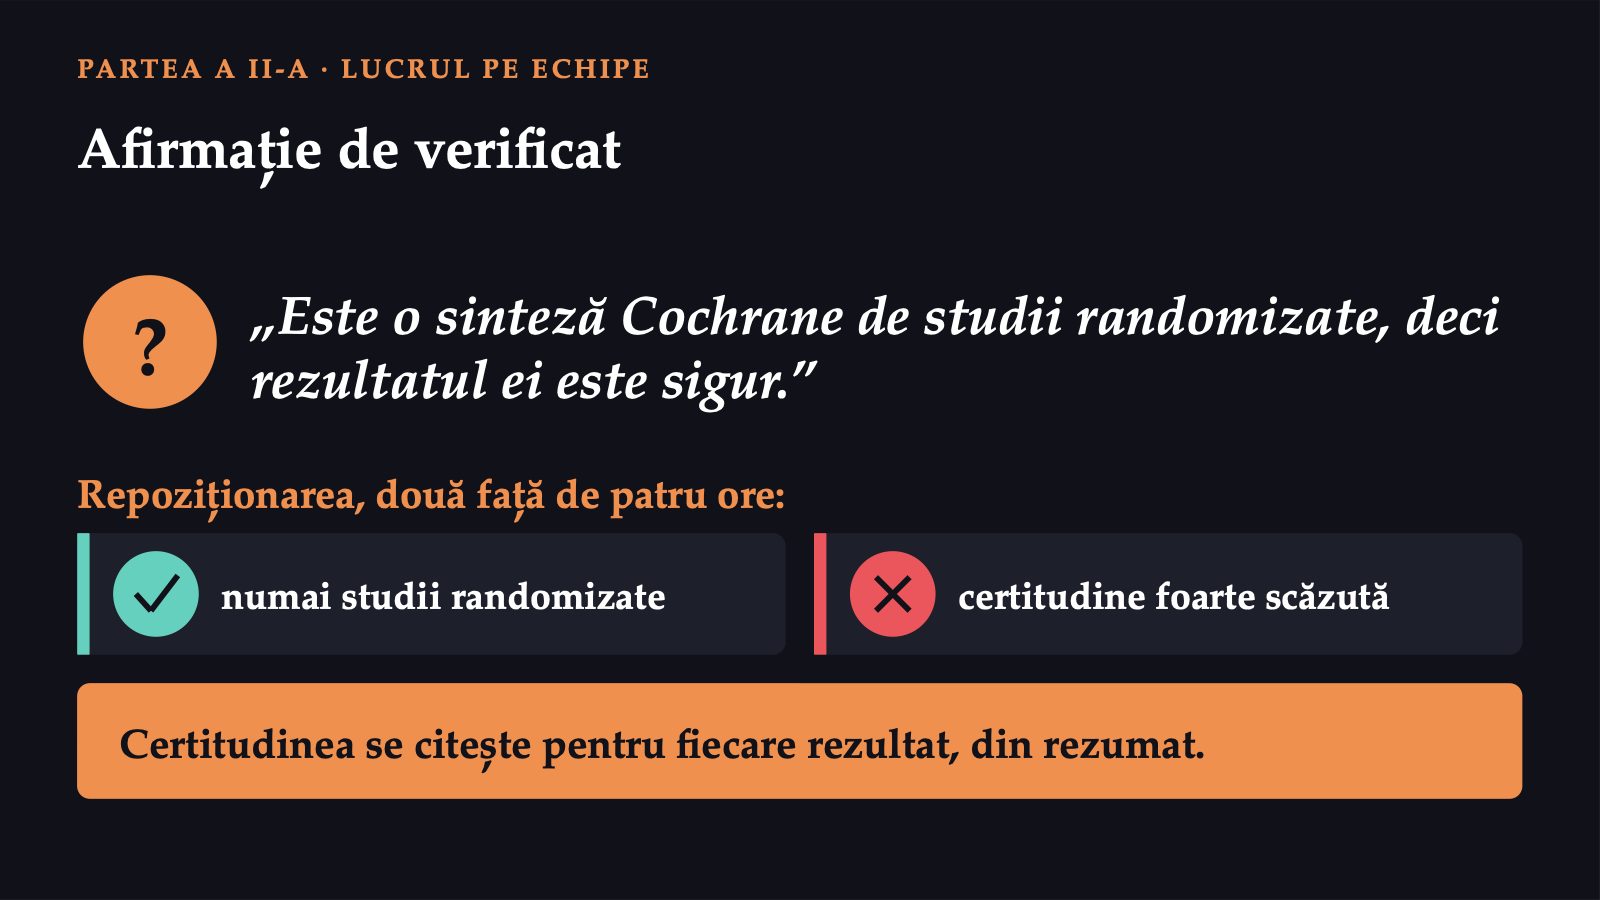 PARTEA A II-A · LUCRUL PE ECHIPE
Afirmație de verificat
?
„Este o sinteză Cochrane de studii randomizate, deci
rezultatul ei este sigur.”
Repoziționarea, două față de patru ore:
numai studii randomizate
certitudine foarte scăzută
Certitudinea se citește pentru fiecare rezultat, din rezumat.